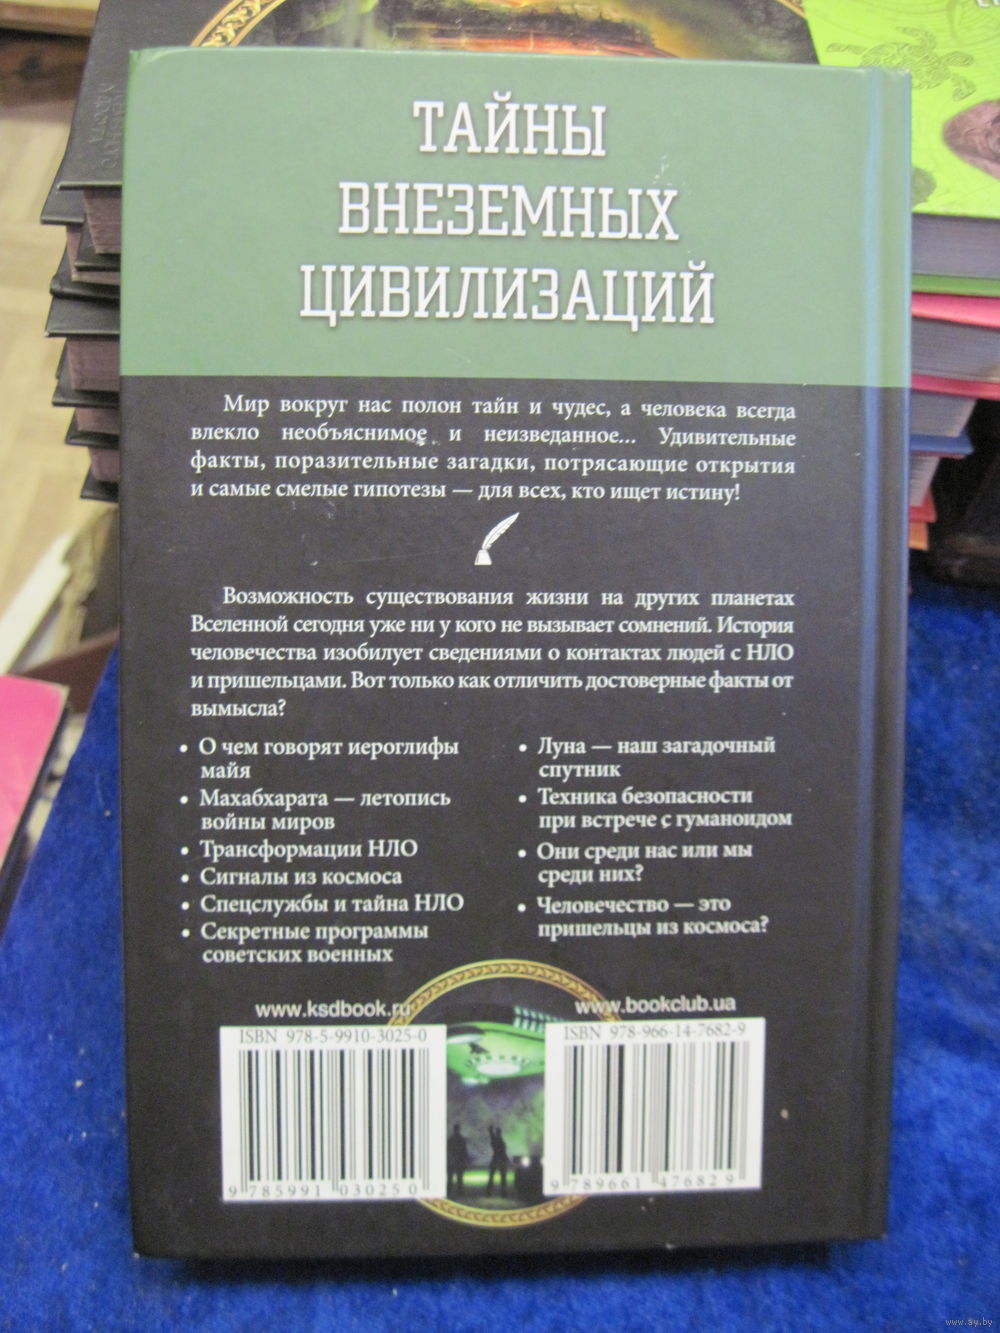 ТАЙНЫ
ВНЕЗЕМНЫХ
ЦИВИЛИЗАЦИЙ
Мир вокруг нас полон тайн и чудес, а человека всегда
влекло необъяснимое и неизведанное... Удивительные
факты, поразительные загадки, потрясающие открытия
и самые смелые гипотезы — для всех, кто ищет истину!
Возможность существования жизни на других планетах
Вселенной сегодня уже ни у кого не вызывает сомнений. История
человечества изобилует сведениями о контактах людей с НЛО
и пришельцами. Вот только как отличить достоверные факты от
вымысла?
• О чем говорят иероглифы
майя
• Махабхарата — летопись
войны миров
• Трансформации НЛО
• Сигналы из космоса
• Спецслужбы и тайна НЛО
• Секретные программы
советских военных
• Луна — наш загадочный
спутник
• Техника безопасности
при встрече с гуманоидом
• Они среди нас или мы
среди них?
• Человечество — это
пришельцы из космоса?
www.ksdbook.ru
ISBN 978-5-9910-3025-0
9 785991 030250
www.bookclub.ua
ISBN 978-966-14-7682-9
9 789661 476829
www.ay.by